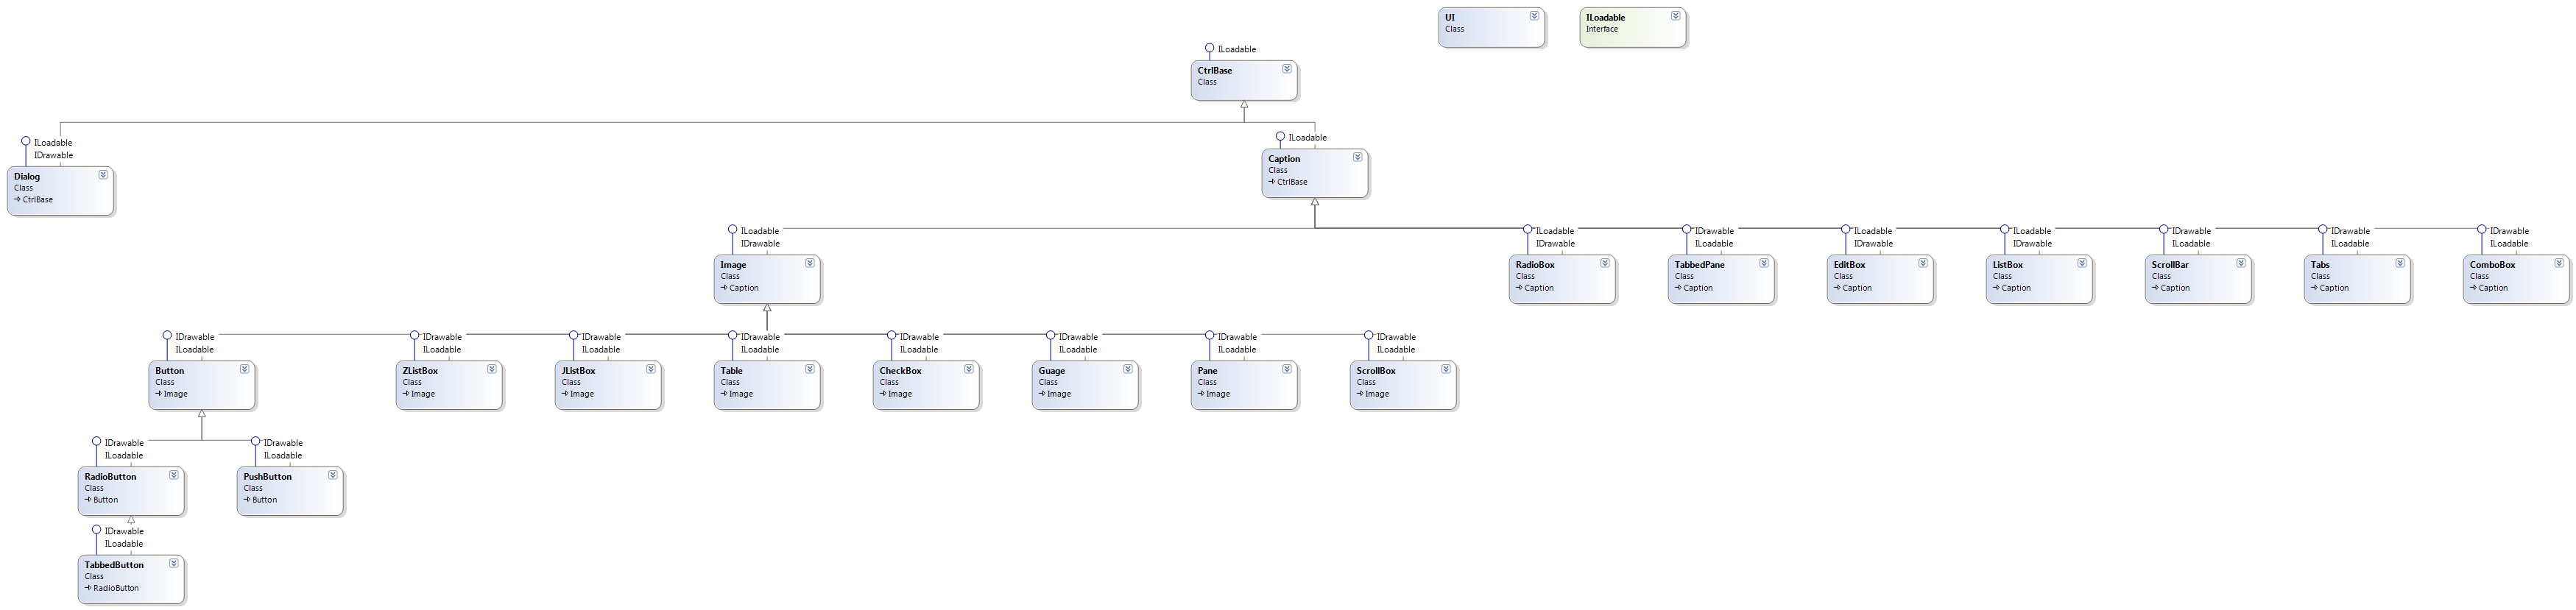 UI
Class
ILoadable
Interface
ILoadable
CtrlBase
Class
ILoadable
IDrawable
Dialog
Class
CtrlBase
ILoadable
Caption
Class
CtrlBase
ILoadable
IDrawable
Image
Class
Caption
ILoadable
IDrawable
RadioBox
Class
Caption
IDrawable
ILoadable
TabbedPane
Class
Caption
ILoadable
IDrawable
EditBox
Class
Caption
ILoadable
IDrawable
ListBox
Class
Caption
IDrawable
ILoadable
ScrollBar
Class
Caption
IDrawable
ILoadable
Tabs
Class
Caption
IDrawable
ILoadable
ComboBox
Class
Caption
IDrawable
ILoadable
Button
Class
Image
IDrawable
ILoadable
ZListBox
Class
Image
IDrawable
ILoadable
JListBox
Class
Image
IDrawable
ILoadable
Table
Class
Image
IDrawable
ILoadable
CheckBox
Class
Image
IDrawable
ILoadable
Guage
Class
Image
IDrawable
ILoadable
Pane
Class
Image
IDrawable
ILoadable
ScrollBox
Class
Image
IDrawable
ILoadable
RadioButton
Class
Button
IDrawable
ILoadable
PushButton
Class
Button
IDrawable
ILoadable
TabbedButton
Class
RadioButton